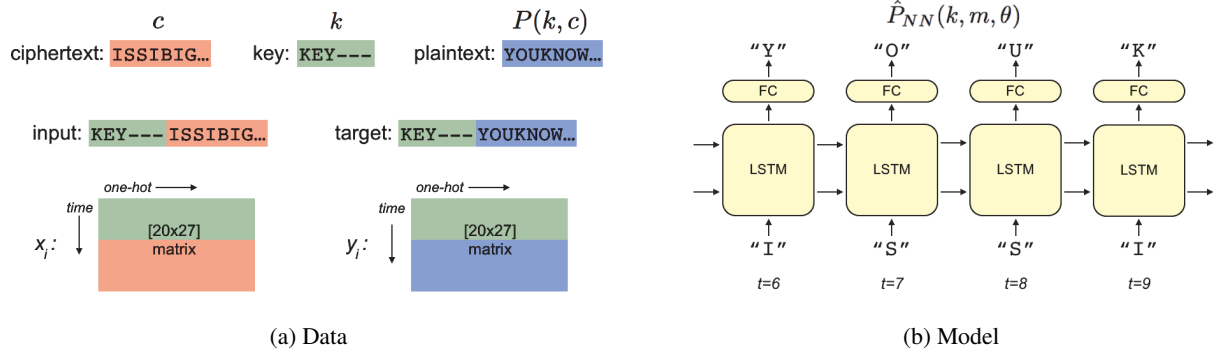 c k P(k, c)
ciphertext: ISSIBIG… key: KEY--- plaintext: YOUKNOW…
input: KEY---ISSIBIG… target: KEY---YOUKNOW…
one-hot one-hot
time time
x_i: [20x27] y_i: [20x27]
matrix matrix
(a) Data
P̂_NN(k, m, θ)
“Y” “O” “U” “K”
FC FC FC FC
LSTM LSTM LSTM LSTM
“I” “S” “S” “I”
t=6 t=7 t=8 t=9
(b) Model